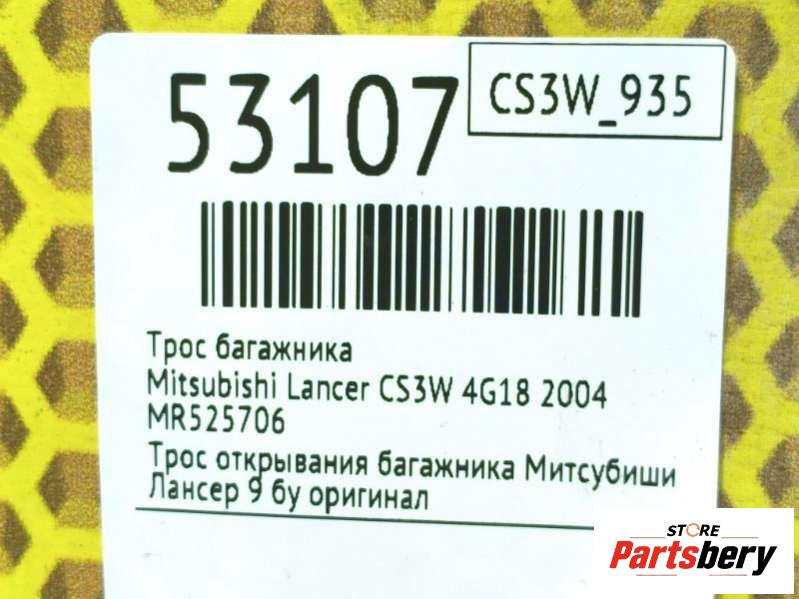 53107
CS3W_935
Трос багажника
Mitsubishi Lancer CS3W 4G18 2004
MR525706
Трос открывания багажника Митсубиши
Лансер 9 бу оригинал
STORE
Partsbery